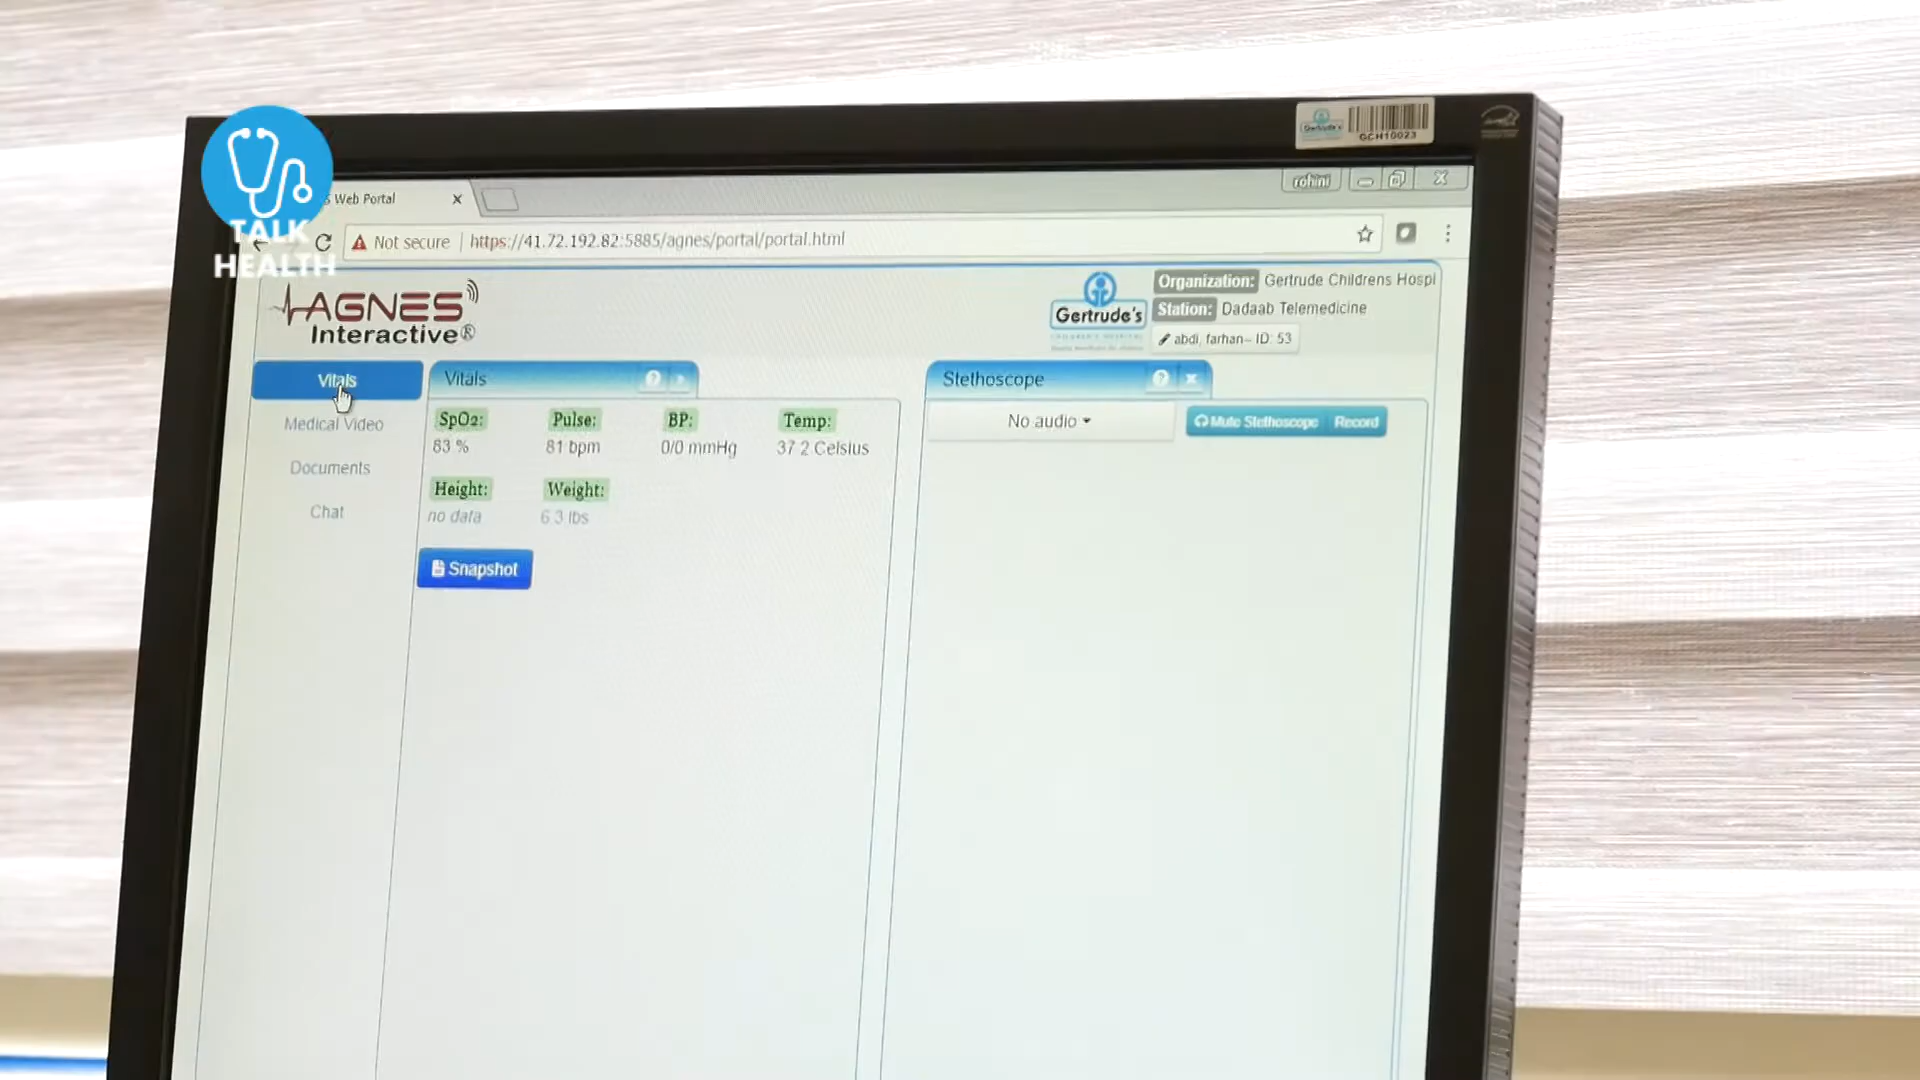 TALK
HEALTH
GCH10023
Gertrude's
Web Portal
rohini
Not secure https://41.72.192.82:5885/agnes/portal/portal.html
AGNES
Interactive®
Gertrude's
Organization: Gertrude Childrens Hospi
Station: Dadaab Telemedicine
abdi, farhan-- ID: 53
Vitals
Medical Video
Documents
Chat
Vitals
SpO2: Pulse: BP: Temp:
83 % 81 bpm 0/0 mmHg 37 2 Celsius
Height: Weight:
no data 6 3 lbs
Snapshot
Stethoscope
No audio
Mute Stethoscope Record